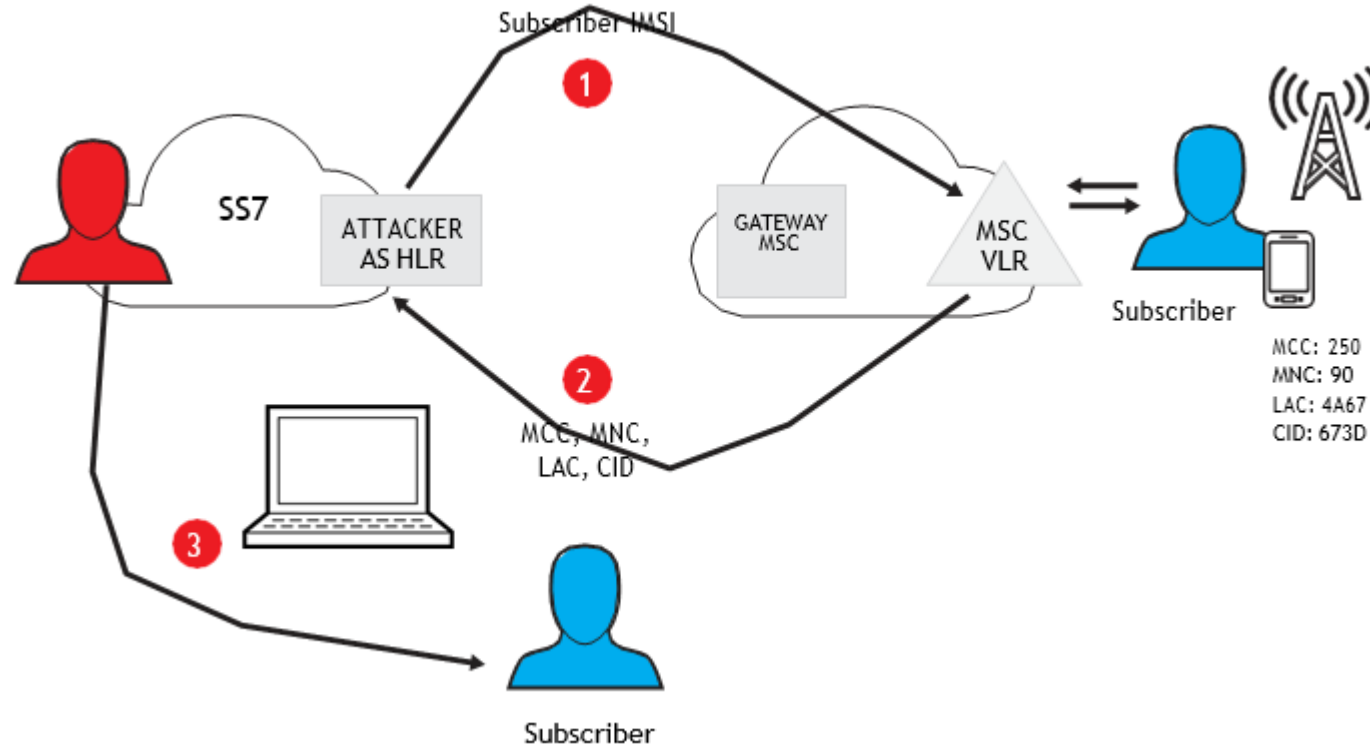 Subscriber IMSI
1
SS7
ATTACKER
AS HLR
GATEWAY
MSC
MSC
VLR
Subscriber
MCC: 250
MNC: 90
LAC: 4A67
CID: 673D
2
MCC, MNC,
LAC, CID
3
Subscriber